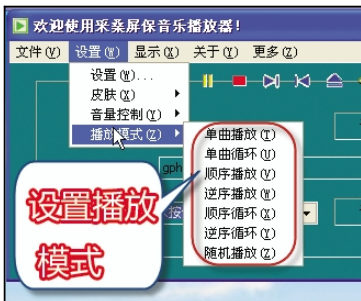 欢迎使用采桑屏保音乐播放器!
文件(V) 设置(W) 显示(X) 关于(Y) 更多(Z)
设置(W)...
皮肤(X)
音量控制(Y)
播放模式(Z)
单曲播放(T)
单曲循环(U)
顺序播放(V)
逆序播放(W)
顺序循环(X)
逆序循环(Y)
随机播放(Z)
gph
按
设置播放
模式